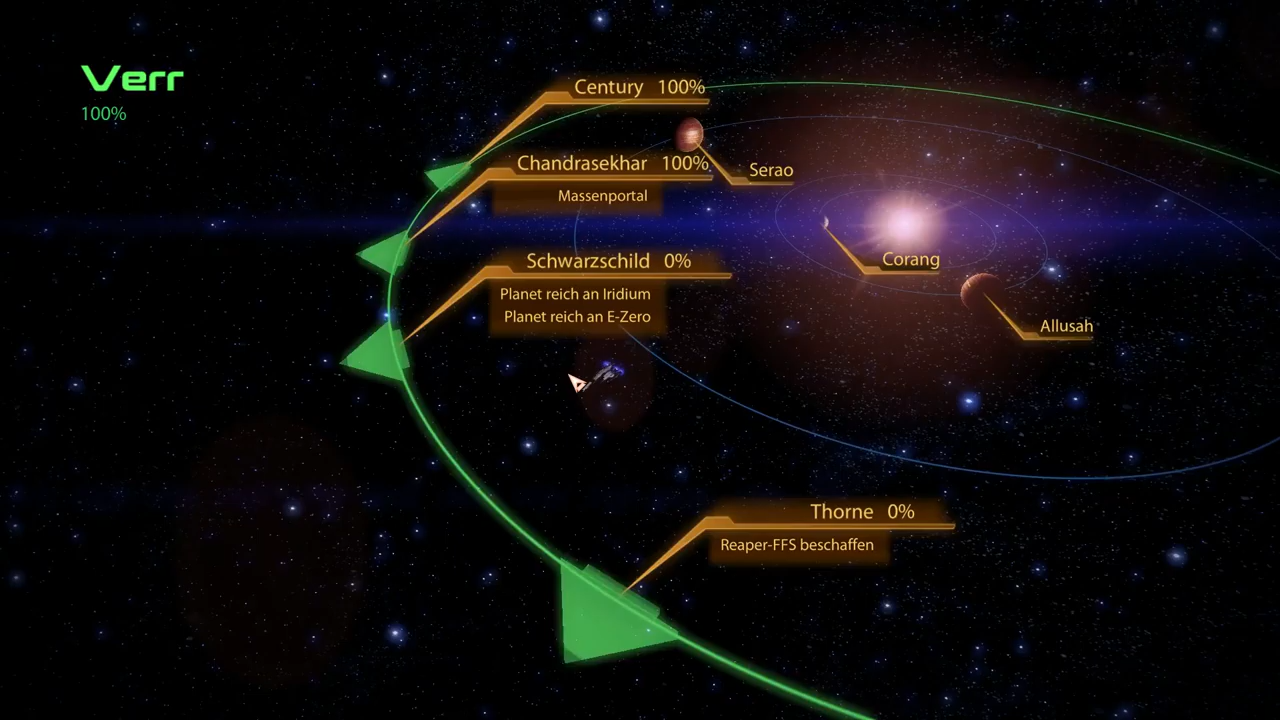 Verr
100%
Century 100%
Chandrasekhar 100%
Massenportal
Serao
Schwarzschild 0%
Planet reich an Iridium
Planet reich an E-Zero
Corang
Allusah
Thorne 0%
Reaper-FFS beschaffen